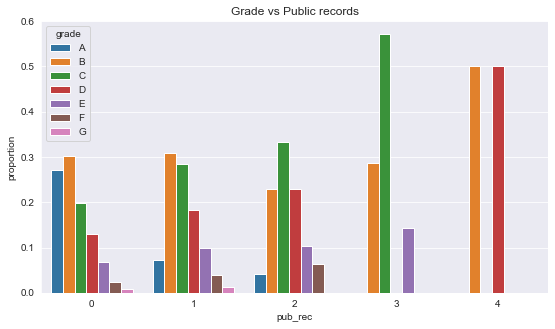 Grade vs Public records
grade
A
B
C
D
E
F
G
0.6
0.5
0.4
0.3
0.2
0.1
0.0
proportion
0 1 2 3 4
pub_rec